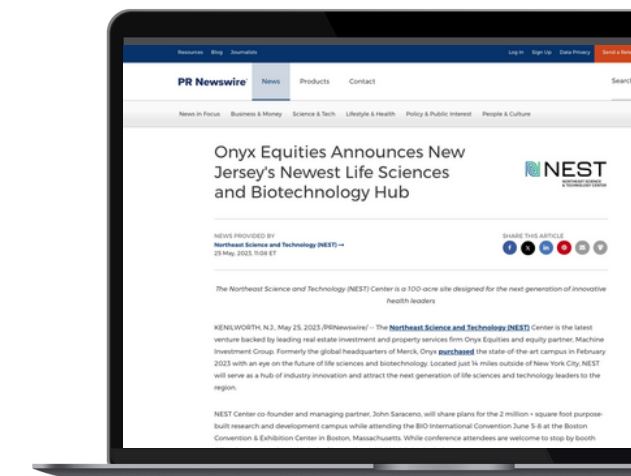 Resources Blog Journalists Log In Sign Up Data Privacy Send a Rele
PR Newswire News Products Contact Search
News in Focus Business & Money Science & Tech Lifestyle & Health Policy & Public Interest People & Culture
Onyx Equities Announces New
Jersey's Newest Life Sciences
and Biotechnology Hub
NEST
NORTHEAST SCIENCE
& TECHNOLOGY CENTER
NEWS PROVIDED BY
Northeast Science and Technology (NEST) →
25 May, 2023, 11:08 ET
SHARE THIS ARTICLE
The Northeast Science and Technology (NEST) Center is a 100-acre site designed for the next generation of innovative
health leaders
KENILWORTH, N.J., May 25, 2023 /PRNewswire/ -- The Northeast Science and Technology (NEST) Center is the latest
venture backed by leading real estate investment and property services firm Onyx Equities and equity partner, Machine
Investment Group. Formerly the global headquarters of Merck, Onyx purchased the state-of-the-art campus in February
2023 with an eye on the future of life sciences and biotechnology. Located just 14 miles outside of New York City, NEST
will serve as a hub of industry innovation and attract the next generation of life sciences and technology leaders to the
region.
NEST Center co-founder and managing partner, John Saraceno, will share plans for the 2 million + square foot purpose-
built research and development campus while attending the BIO International Convention June 5-8 at the Boston
Convention & Exhibition Center in Boston, Massachusetts. While conference attendees are welcome to stop by booth